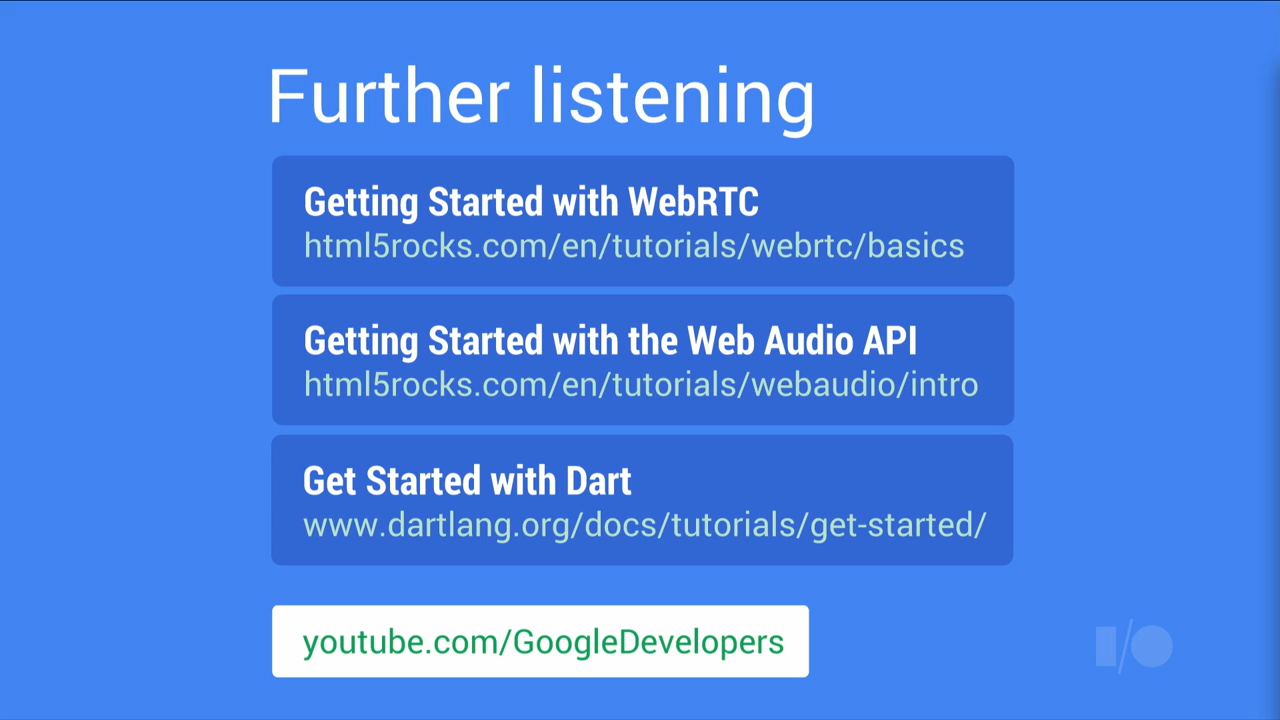 Further listening
Getting Started with WebRTC
html5rocks.com/en/tutorials/webrtc/basics
Getting Started with the Web Audio API
html5rocks.com/en/tutorials/webaudio/intro
Get Started with Dart
www.dartlang.org/docs/tutorials/get-started/
youtube.com/GoogleDevelopers
I/O